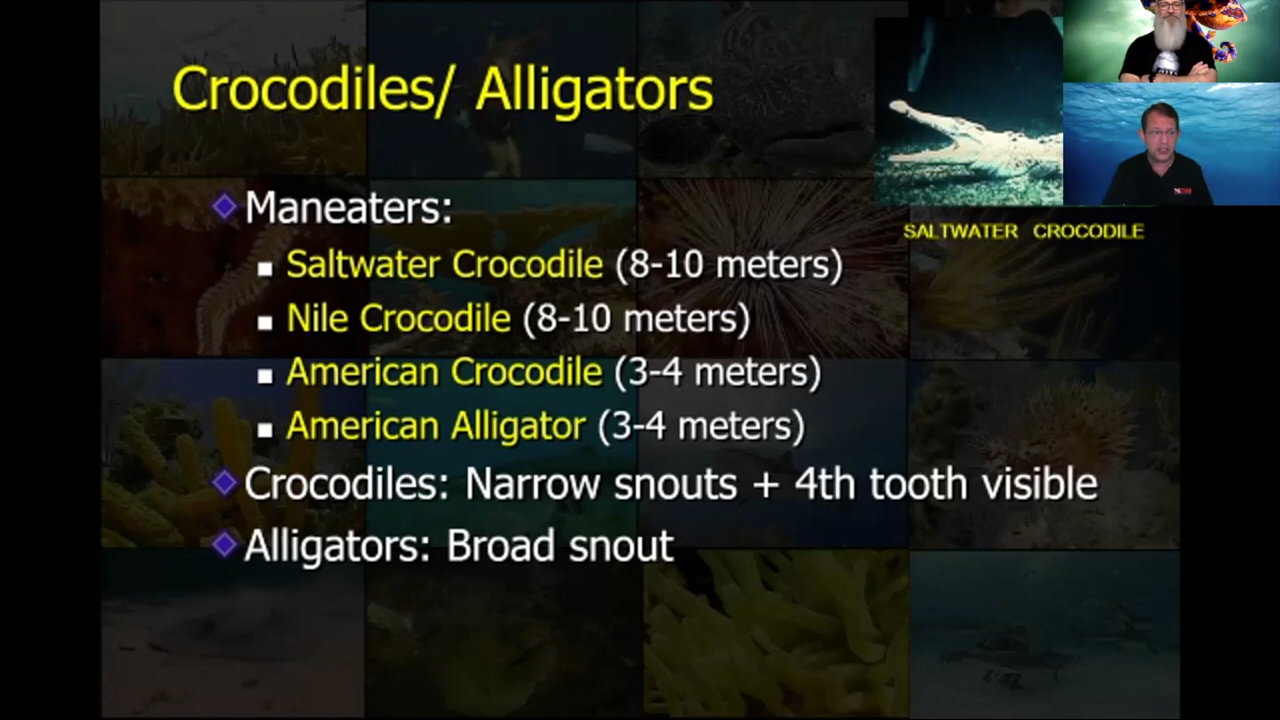 Crocodiles/ Alligators
SALTWATER CROCODILE
Maneaters:
Saltwater Crocodile (8-10 meters)
Nile Crocodile (8-10 meters)
American Crocodile (3-4 meters)
American Alligator (3-4 meters)
Crocodiles: Narrow snouts + 4th tooth visible
Alligators: Broad snout